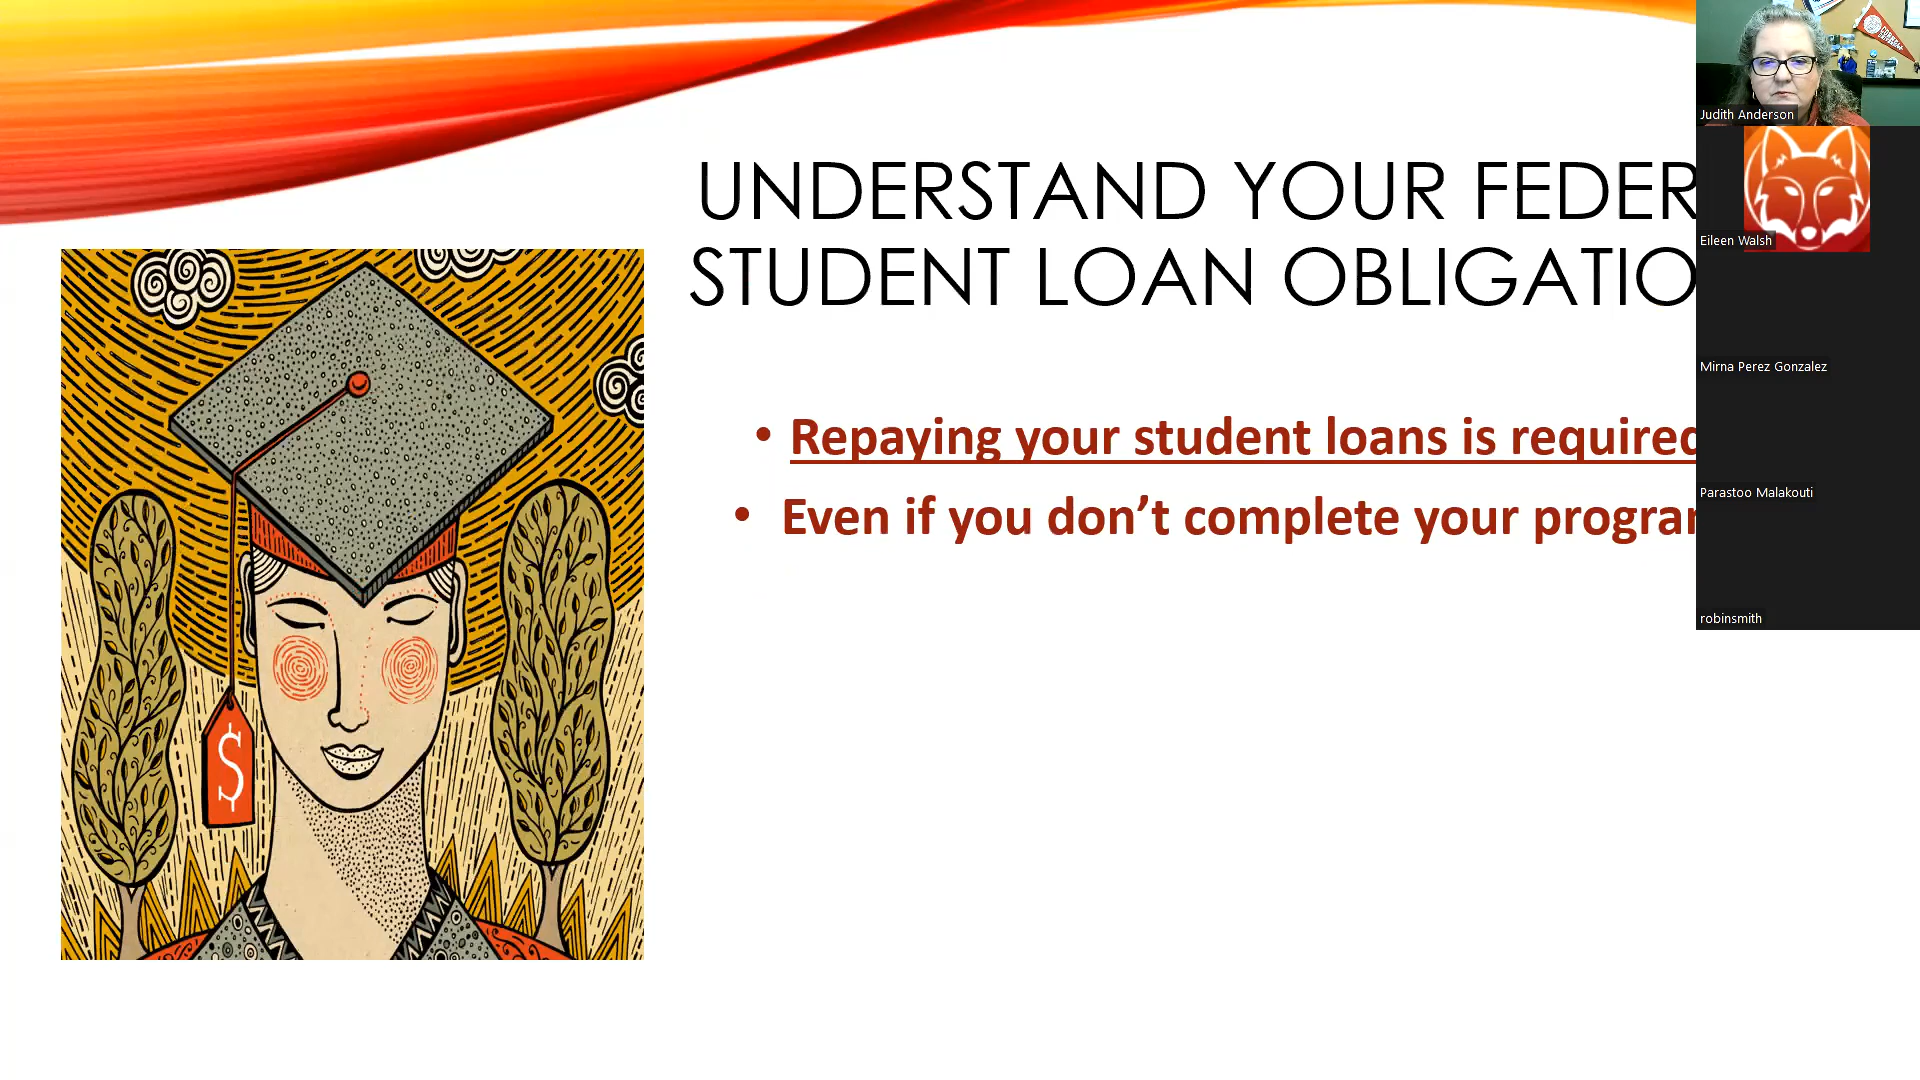 UNDERSTAND YOUR FEDER
STUDENT LOAN OBLIGATIO
• Repaying your student loans is required
• Even if you don’t complete your progra
$
Judith Anderson
Eileen Walsh
Mirna Perez Gonzalez
Parastoo Malakouti
robinsmith